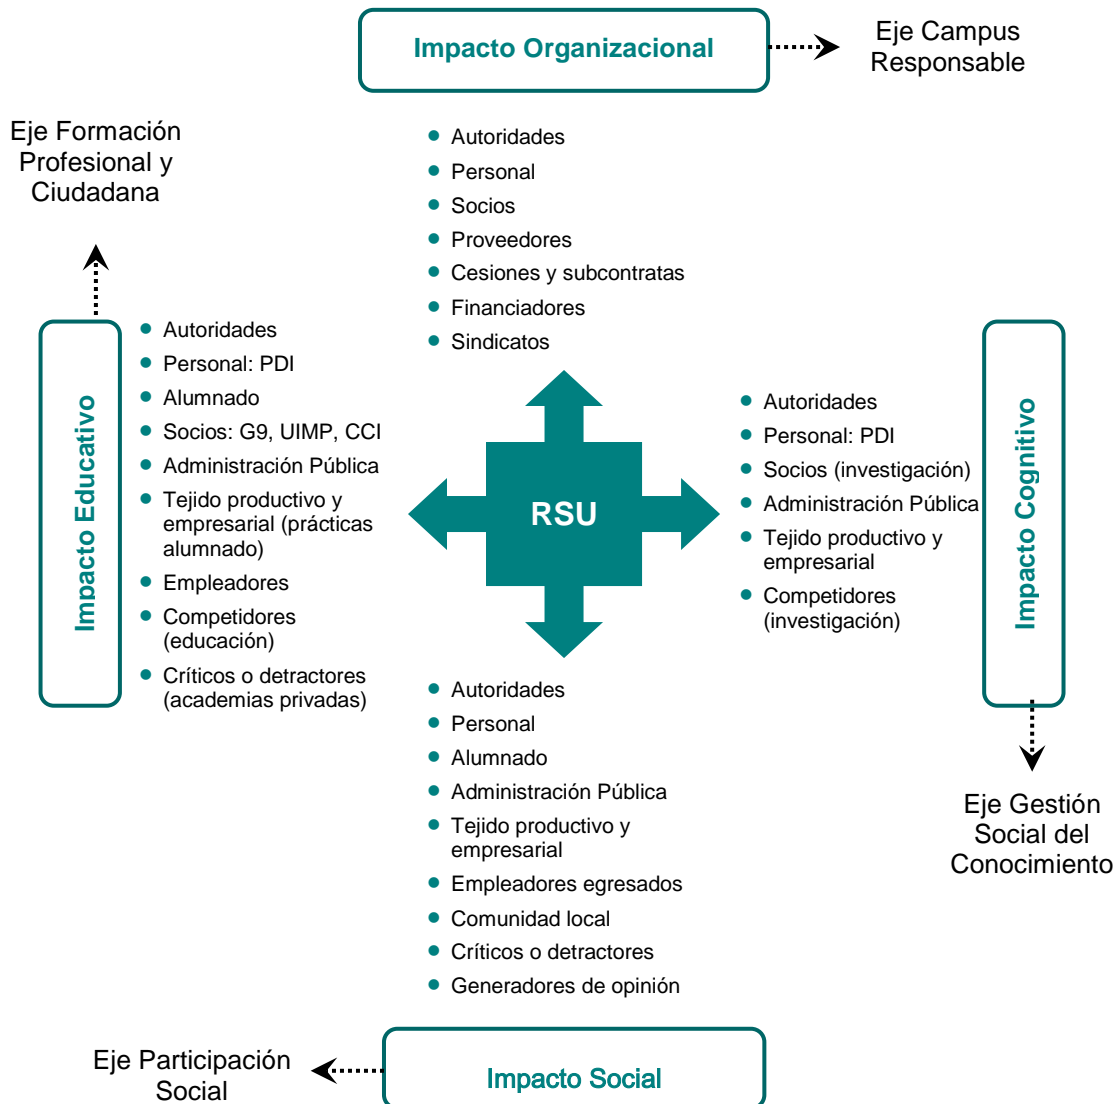 Impacto Organizacional
Eje Campus
Responsable
Eje Formación
Profesional y
Ciudadana
Autoridades
Personal
Socios
Proveedores
Cesiones y subcontratas
Financiadores
Sindicatos
Impacto Educativo
Autoridades
Personal: PDI
Alumnado
Socios: G9, UIMP, CCI
Administración Pública
Tejido productivo y
empresarial (prácticas
alumnado)
Empleadores
Competidores
(educación)
Críticos o detractores
(academias privadas)
RSU
Autoridades
Personal: PDI
Socios (investigación)
Administración Pública
Tejido productivo y
empresarial
Competidores
(investigación)
Impacto Cognitivo
Autoridades
Personal
Alumnado
Administración Pública
Tejido productivo y
empresarial
Empleadores egresados
Comunidad local
Críticos o detractores
Generadores de opinión
Eje Gestión
Social del
Conocimiento
Eje Participación
Social
Impacto Social